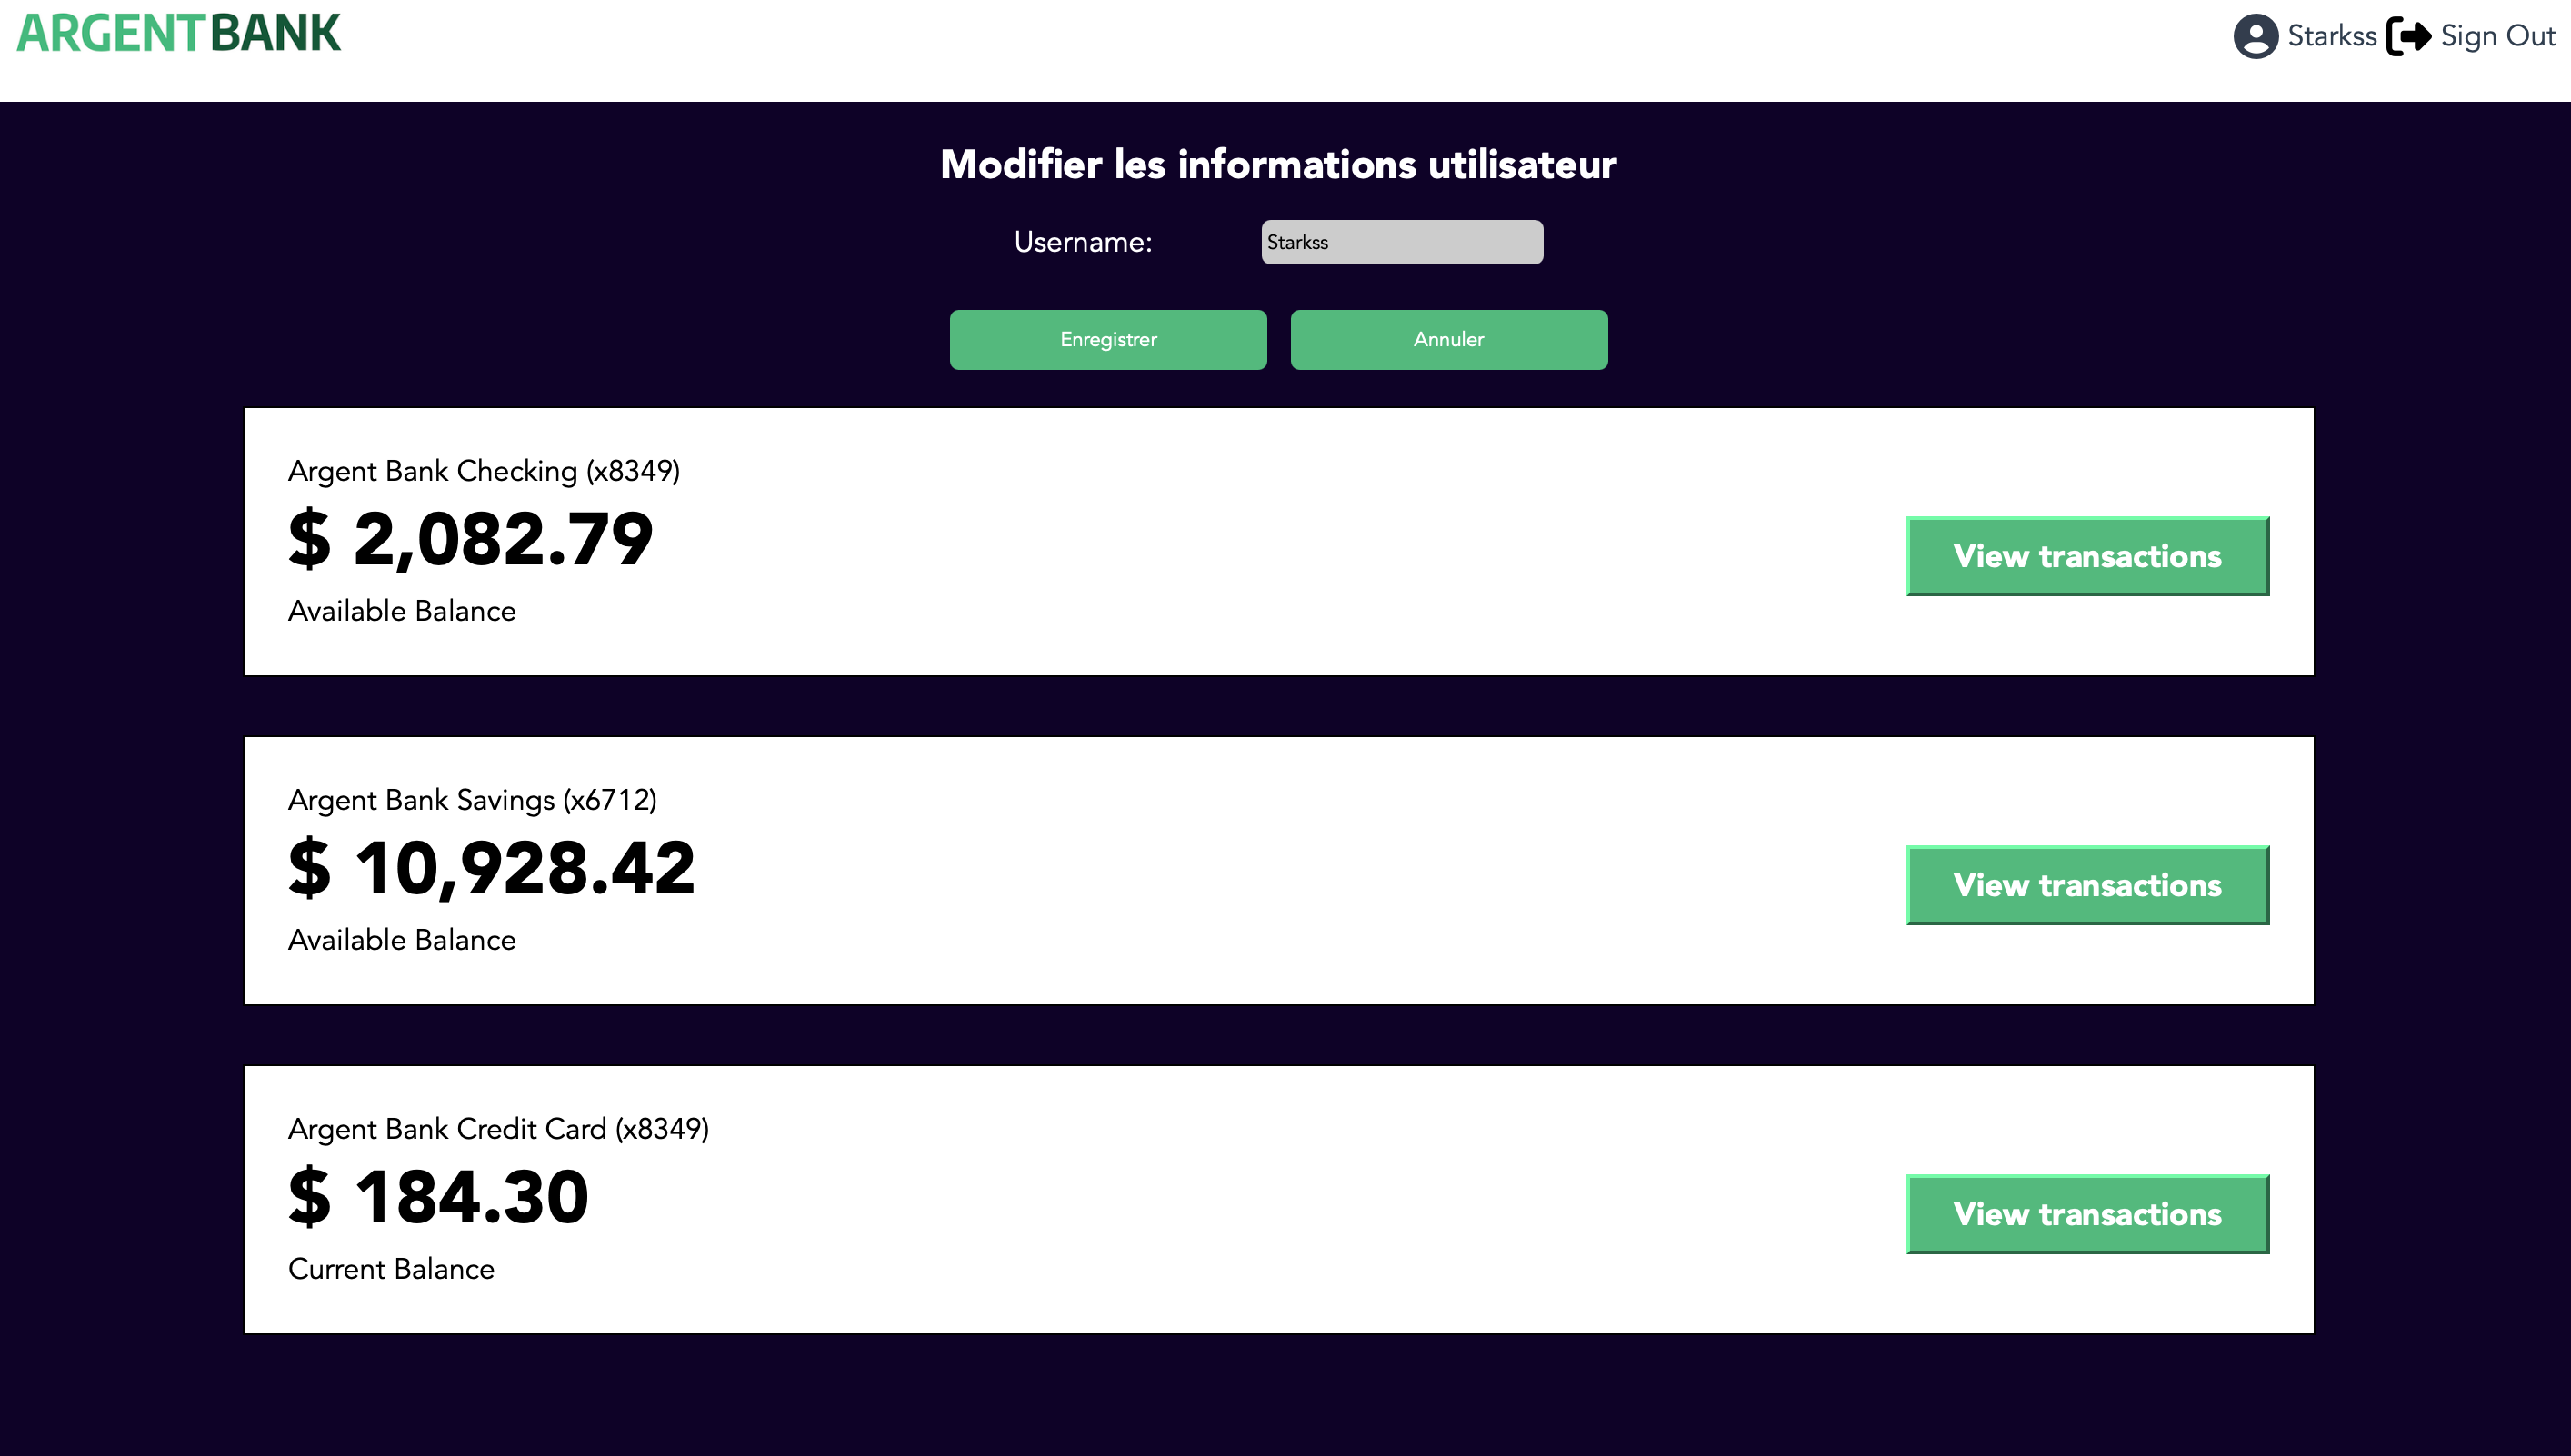 ARGENTBANK
Starkss Sign Out
Modifier les informations utilisateur
Username: Starkss
Enregistrer Annuler
Argent Bank Checking (x8349)
$ 2,082.79
Available Balance
View transactions
Argent Bank Savings (x6712)
$ 10,928.42
Available Balance
View transactions
Argent Bank Credit Card (x8349)
$ 184.30
Current Balance
View transactions